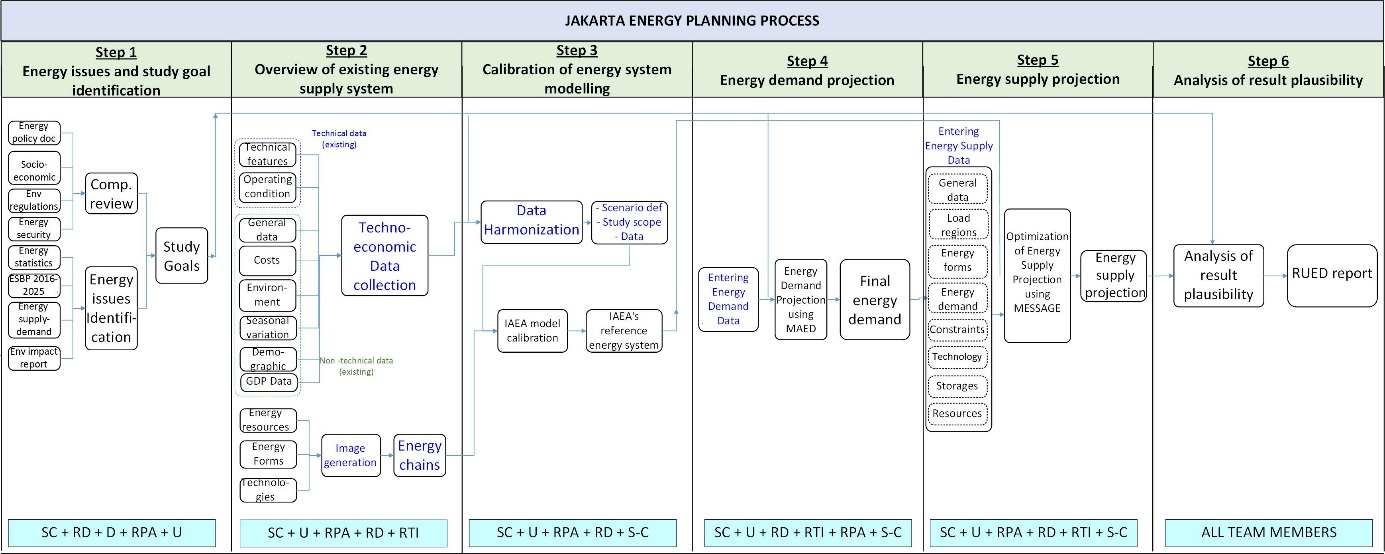 JAKARTA ENERGY PLANNING PROCESS
Step 1
Energy issues and study goal
identification
Step 2
Overview of existing energy
supply system
Step 3
Calibration of energy system
modelling
Step 4
Energy demand projection
Step 5
Energy supply projection
Step 6
Analysis of result plausibility
Energy
policy doc
Socio-
economic
Env
regulations
Energy
security
Energy
statistics
ESBP 2016-
2025
Energy
supply-
demand
Env impact
report
Comp.
review
Energy
issues
Identifi-
cation
Study
Goals
Technical data
(existing)
Technical
features
Operating
condition
General
data
Costs
Environ-
ment
Seasonal
variation
Demo-
graphic
GDP Data
Non -technical data
(existing)
Techno-
economic
Data
collection
Energy
resources
Energy
Forms
Technolo-
gies
Image
generation
Energy
chains
Data
Harmonization
- Scenario def
- Study scope
- Data
IAEA model
calibration
IAEA's
reference
energy system
Entering
Energy
Demand
Data
Energy
Demand
Projection
using
MAED
Final
energy
demand
Entering
Energy Supply
Data
General
data
Load
regions
Energy
forms
Energy
demand
Constraints
Technology
Storages
Resources
Optimization
of Energy
Supply
Projection
using
MESSAGE
Energy
supply
projection
Analysis of
result
plausibility
RUED report
SC + RD + D + RPA + U
SC + U + RPA + RD + RTI
SC + U + RPA + RD + S-C
SC + U + RD + RTI + RPA + S-C
SC + U + RPA + RD + RTI + S-C
ALL TEAM MEMBERS